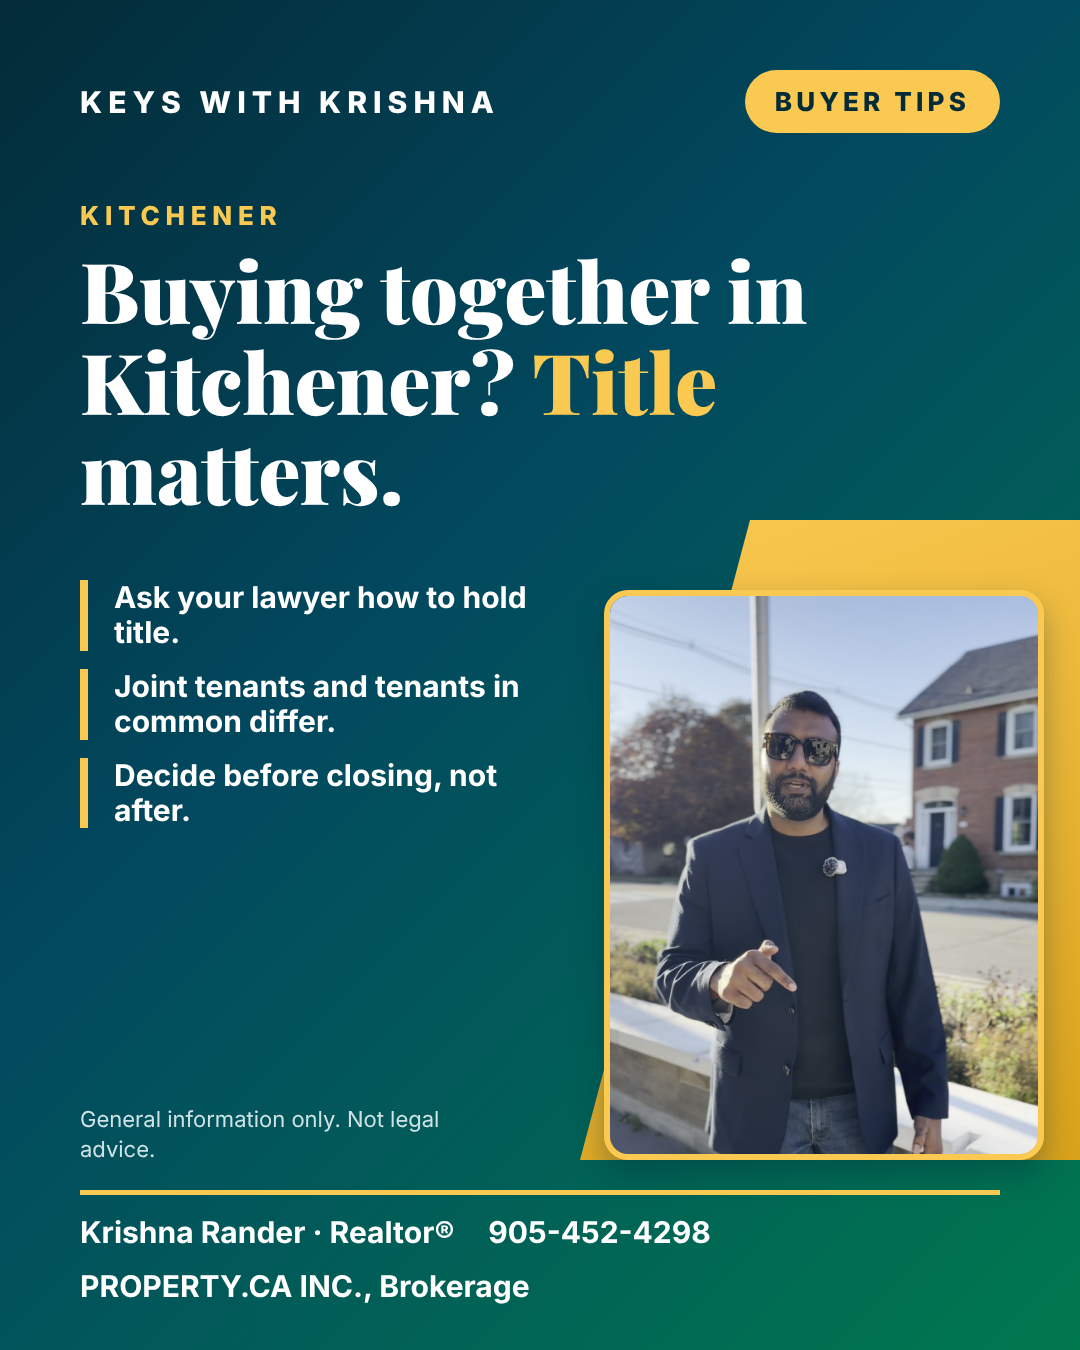 KEYS WITH KRISHNA
BUYER TIPS
KITCHENER
Buying together in
Kitchener? Title
matters.
Ask your lawyer how to hold
title.
Joint tenants and tenants in
common differ.
Decide before closing, not
after.
General information only. Not legal
advice.
Krishna Rander · Realtor® 905-452-4298
PROPERTY.CA INC., Brokerage